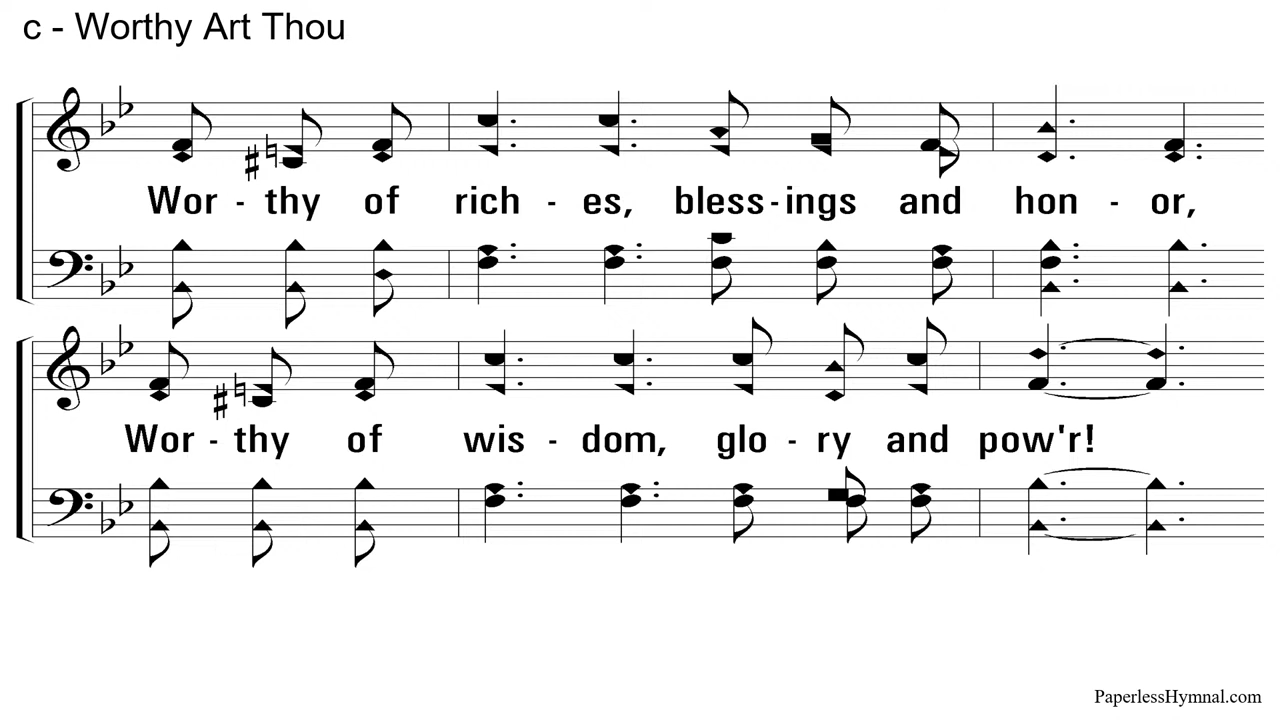 c - Worthy Art Thou
Wor - thy of rich - es, bless - ings and hon - or,
Wor - thy of wis - dom, glo - ry and pow'r!
PaperlessHymnal.com